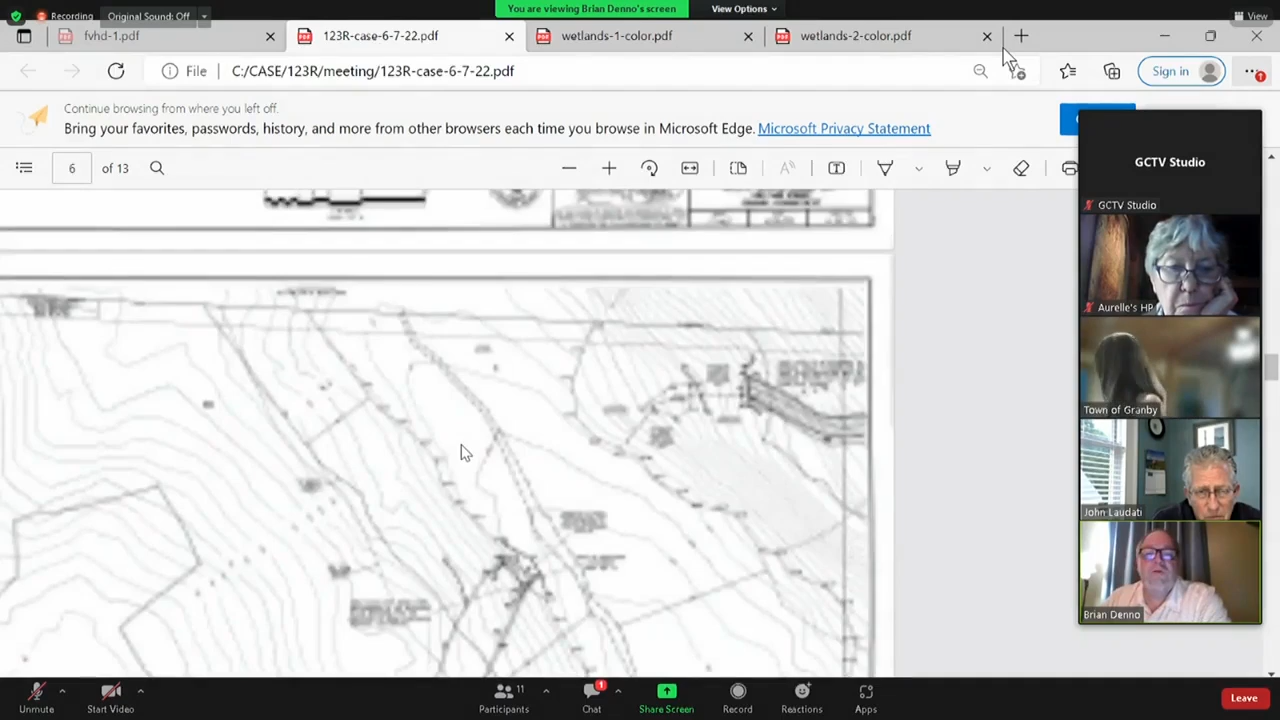 You are viewing Brian Denno's screen
View Options
Recording
Original Sound: Off
View
fvhd-1.pdf
123R-case-6-7-22.pdf
wetlands-1-color.pdf
wetlands-2-color.pdf
File
C:/CASE/123R/meeting/123R-case-6-7-22.pdf
Sign in
Continue browsing from where you left off.
Bring your favorites, passwords, history, and more from other browsers each time you browse in Microsoft Edge. Microsoft Privacy Statement
6 of 13
GCTV Studio
GCTV Studio
Aurelle's HP
Town of Granby
John Laudati
Brian Denno
Unmute
Start Video
11
Participants
1
Chat
Share Screen
Record
Reactions
Apps
Leave